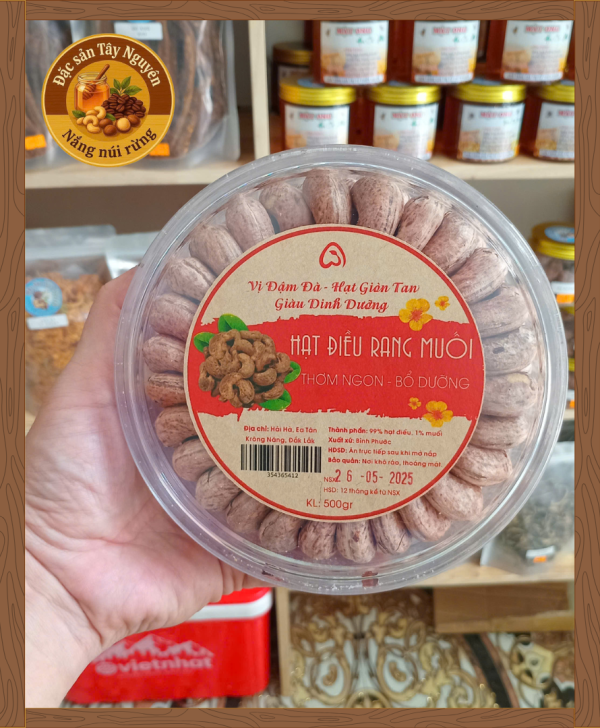 Đặc sản Tây Nguyên
Nắng núi rừng
Vị Đậm Đà - Hạt Giòn Tan
Giàu Dinh Dưỡng
HẠT ĐIỀU RANG MUỐI
THƠM NGON - BỔ DƯỠNG
Địa chỉ: Hải Hà, Ea Tân
Krông Năng, Đắk Lắk
354365412
Thành phần: 99% hạt điều, 1% muối
Xuất xứ: Bình Phước
HDSD: Ăn trực tiếp sau khi mở nắp
Bảo quản: Nơi khô ráo, thoáng mát
NSX: 26 -05- 2025
HSD: 12 tháng kể từ NSX
KL: 500gr
@vietnhat